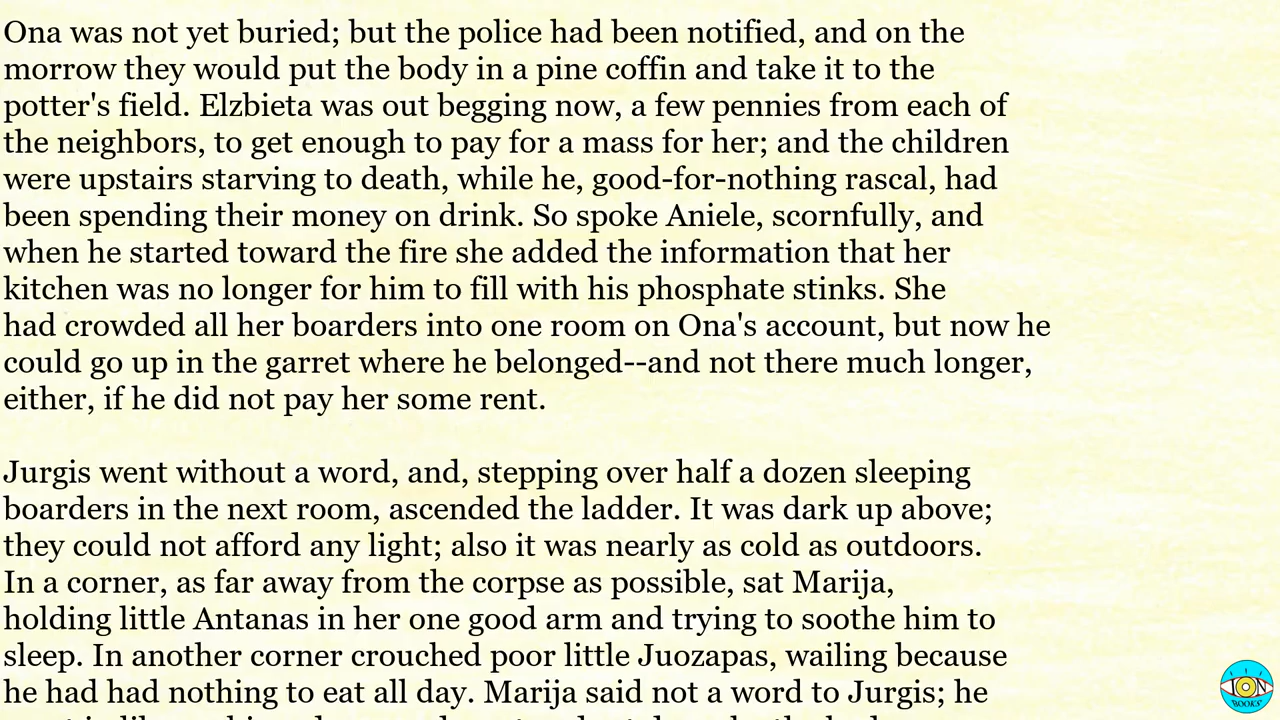 Ona was not yet buried; but the police had been notified, and on the
morrow they would put the body in a pine coffin and take it to the
potter's field. Elzbieta was out begging now, a few pennies from each of
the neighbors, to get enough to pay for a mass for her; and the children
were upstairs starving to death, while he, good-for-nothing rascal, had
been spending their money on drink. So spoke Aniele, scornfully, and
when he started toward the fire she added the information that her
kitchen was no longer for him to fill with his phosphate stinks. She
had crowded all her boarders into one room on Ona's account, but now he
could go up in the garret where he belonged--and not there much longer,
either, if he did not pay her some rent.

Jurgis went without a word, and, stepping over half a dozen sleeping
boarders in the next room, ascended the ladder. It was dark up above;
they could not afford any light; also it was nearly as cold as outdoors.
In a corner, as far away from the corpse as possible, sat Marija,
holding little Antanas in her one good arm and trying to soothe him to
sleep. In another corner crouched poor little Juozapas, wailing because
he had had nothing to eat all day. Marija said not a word to Jurgis; he
ION
BOOKS